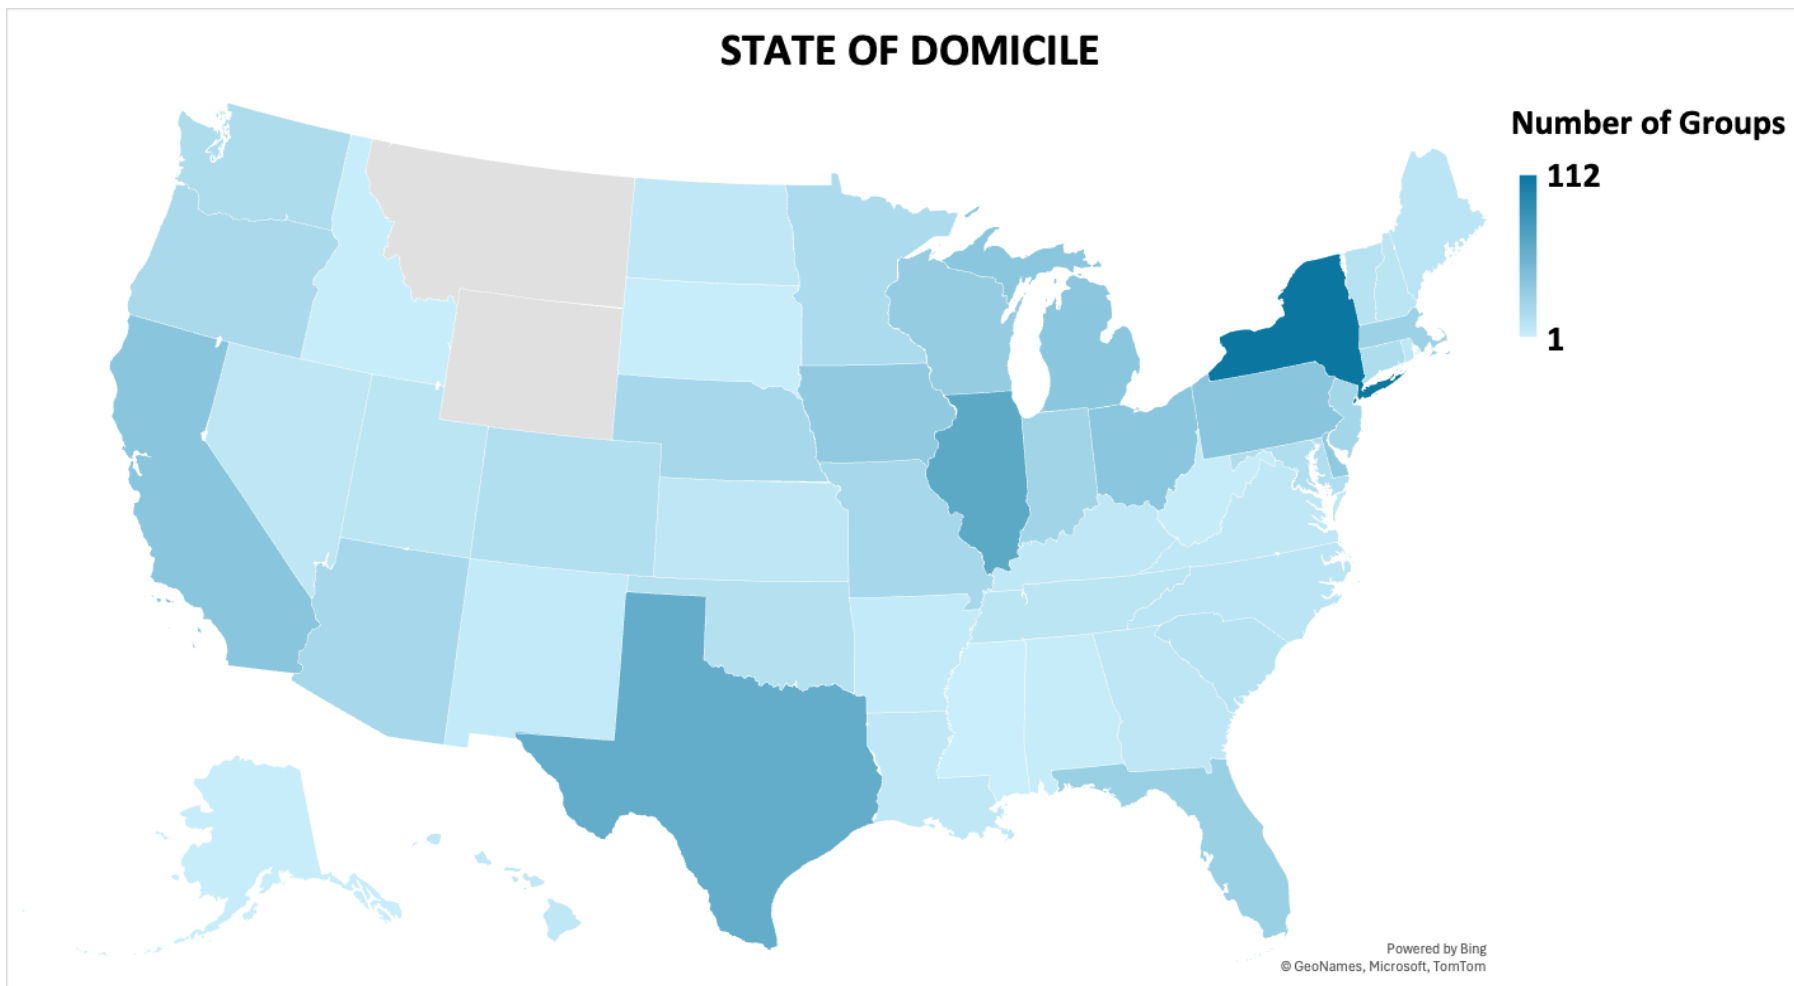 STATE OF DOMICILE
Number of Groups
112
1
Powered by Bing
© GeoNames, Microsoft, TomTom